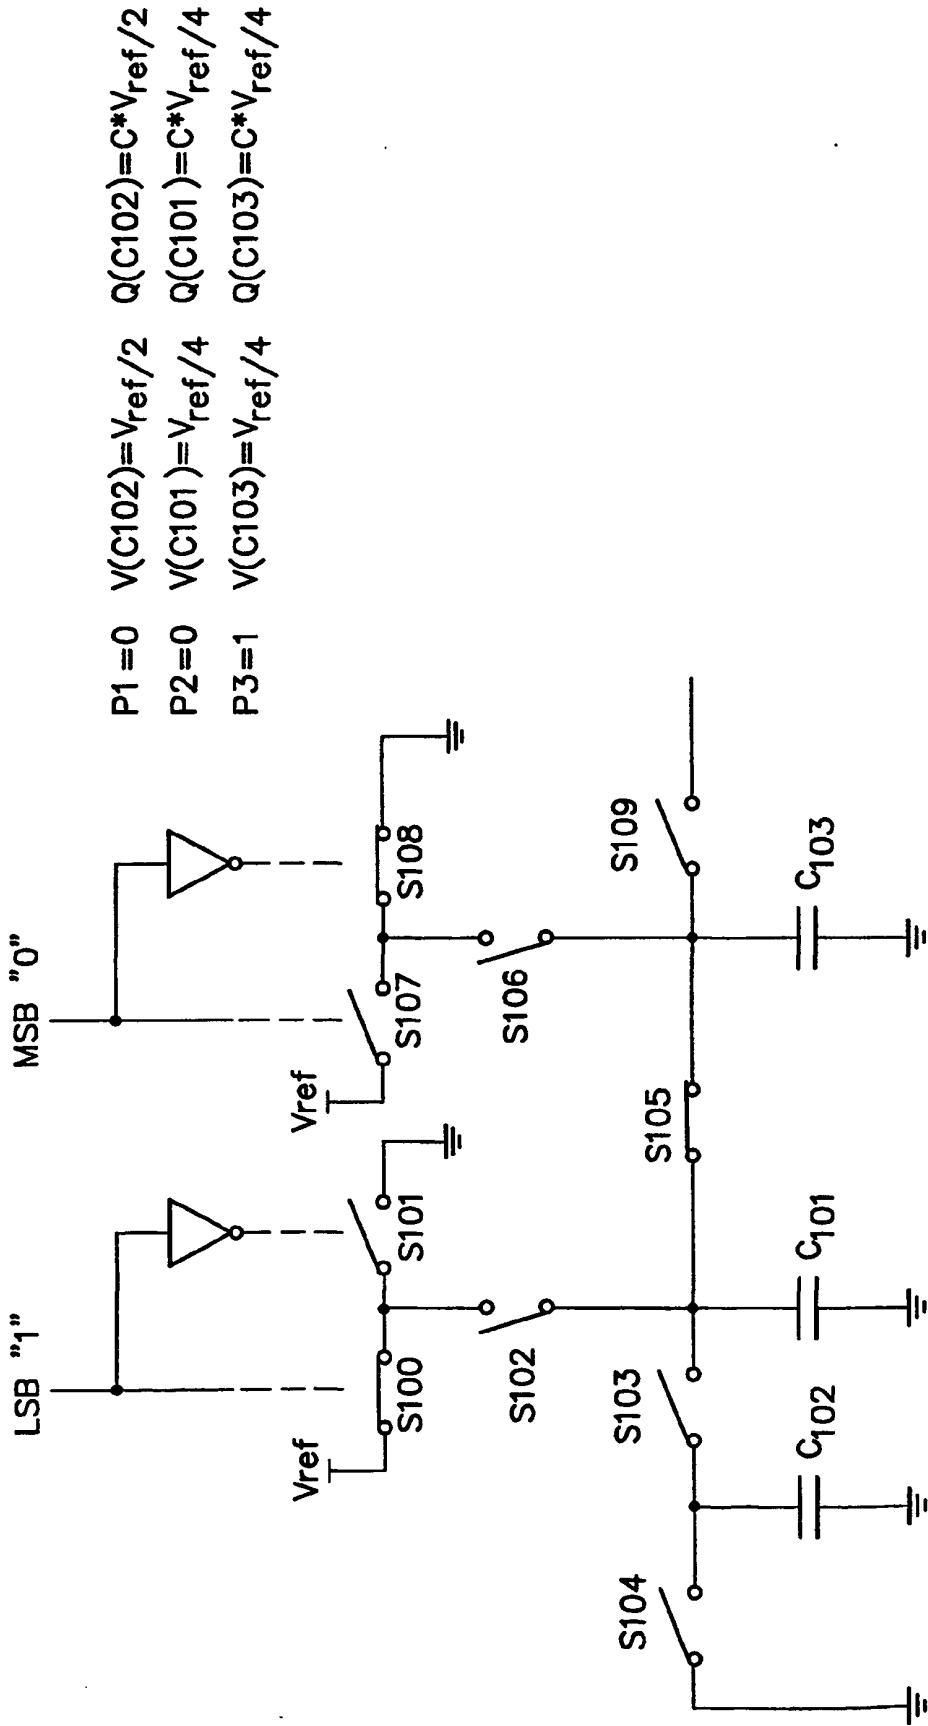 P1=0 V(C102)=Vref/2 Q(C102)=C*Vref/2
P2=0 V(C101)=Vref/4 Q(C101)=C*Vref/4
P3=1 V(C103)=Vref/4 Q(C103)=C*Vref/4
LSB "1"
MSB "0"
Vref
S100
S101
Vref
S107
S108
S102
S106
S104
S103
S105
S109
C102
C101
C103